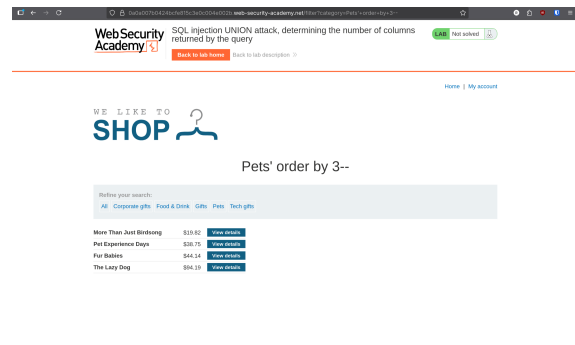 0a0a007b0424bcfe815c3e0c004e002b.web-security-academy.net/filter?category=Pets'+order+by+3--
WebSecurity Academy
SQL injection UNION attack, determining the number of columns returned by the query
LAB Not solved
Back to lab home Back to lab description
Home | My account
WE LIKE TO
SHOP
Pets' order by 3--
Refine your search:
All Corporate gifts Food & Drink Gifts Pets Tech gifts
More Than Just Birdsong $19.82 View details
Pet Experience Days $38.75 View details
Fur Babies $44.14 View details
The Lazy Dog $94.19 View details